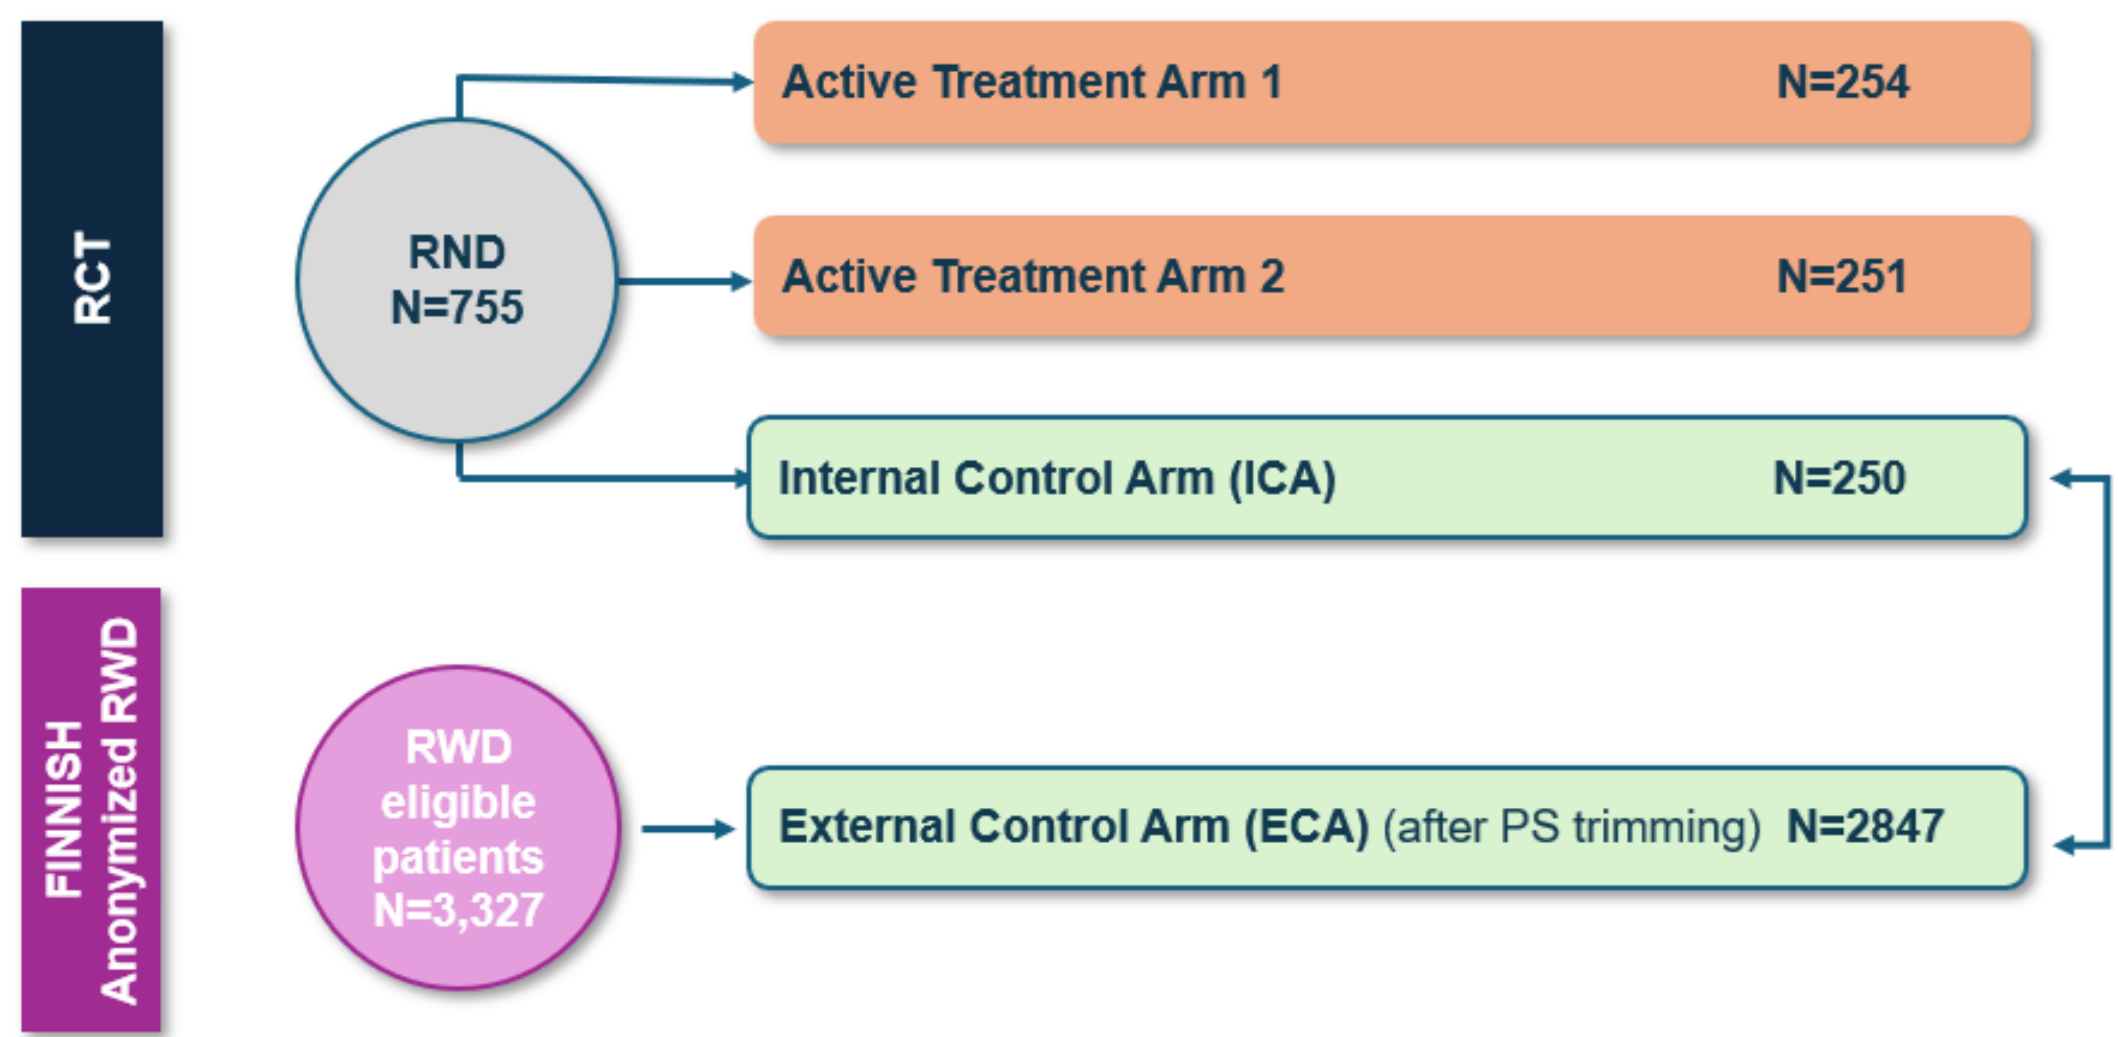 RCT
RND
N=755
Active Treatment Arm 1 N=254
Active Treatment Arm 2 N=251
Internal Control Arm (ICA) N=250
FINNISH
Anonymized RWD
RWD
eligible
patients
N=3,327
External Control Arm (ECA) (after PS trimming) N=2847